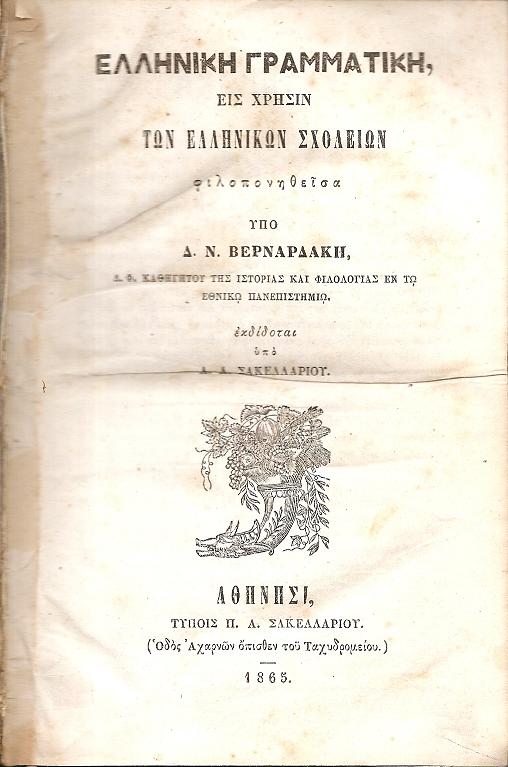 ΕΛΛΗΝΙΚΗ ΓΡΑΜΜΑΤΙΚΗ,
ΕΙΣ ΧΡΗΣΙΝ
ΤΩΝ ΕΛΛΗΝΙΚΩΝ ΣΧΟΛΕΙΩΝ
φιλοπονηθεῖσα
ΥΠΟ
Δ. Ν. ΒΕΡΝΑΡΔΑΚΗ,
Δ. Φ. ΚΑΘΗΓΗΤΟΥ ΤΗΣ ΙΣΤΟΡΙΑΣ ΚΑΙ ΦΙΛΟΛΟΓΙΑΣ ΕΝ ΤΩ
ΕΘΝΙΚΩ ΠΑΝΕΠΙΣΤΗΜΙΩ.
ἐκδίδοται
ὑπὸ
Α. Α. ΣΑΚΕΛΛΑΡΙΟΥ.
ΑΘΗΝΗΣΙ,
ΤΥΠΟΙΣ Π. Α. ΣΑΚΕΛΛΑΡΙΟΥ.
(Ὁδὸς Ἀχαρνῶν ὄπισθεν τοῦ Ταχυδρομείου.)
1865.